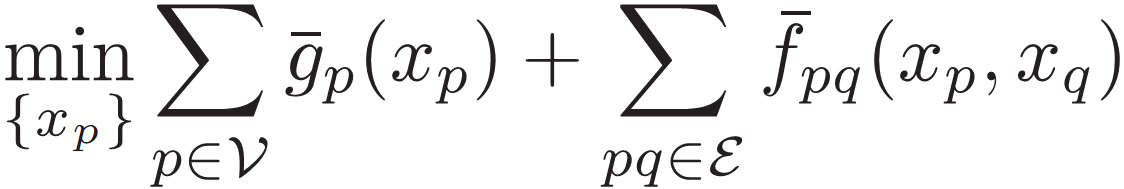 \min_{\{x_p\}} \sum_{p \in \mathcal{V}} \bar{g}_p(x_p) + \sum_{pq \in \mathcal{E}} \bar{f}_{pq}(x_p, x_q)